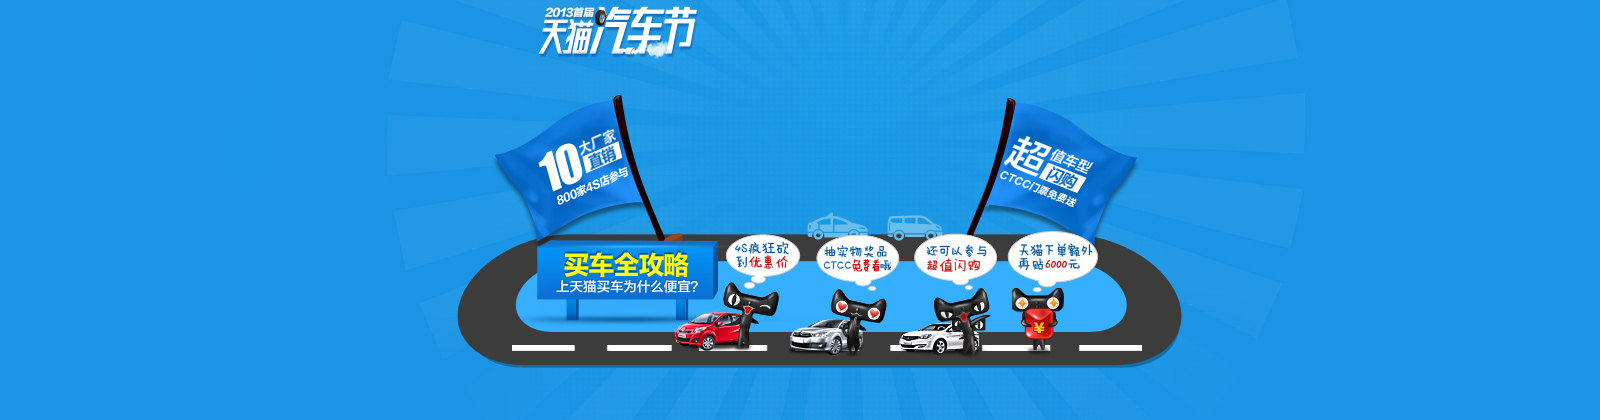 2013首届
天猫汽车节
10大厂家
直销
800家4S店参与
超值车型
闪购
CTCC门票免费送
买车全攻略
上天猫买车为什么便宜?
4S疯狂砍
到优惠价
抽实物奖品
CTCC免费看哦
还可以参与
超值闪购
天猫下单额外
再贴6000元
¥